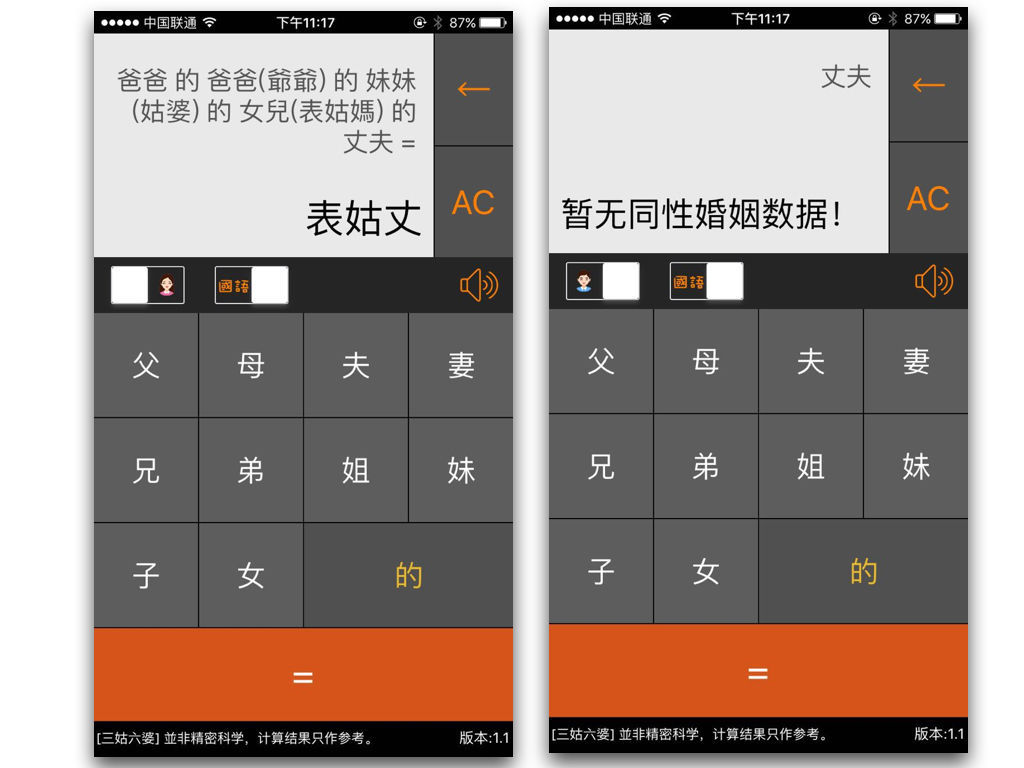 中国联通 下午11:17 87%
爸爸 的 爸爸(爺爺) 的 妹妹
(姑婆) 的 女兒(表姑媽) 的
丈夫 =
表姑丈
←
AC
國語
父 母 夫 妻
兄 弟 姐 妹
子 女 的
=
[三姑六婆] 並非精密科学，计算结果只作参考。 版本:1.1
中国联通 下午11:17 87%
丈夫
暂无同性婚姻数据！
←
AC
國語
父 母 夫 妻
兄 弟 姐 妹
子 女 的
=
[三姑六婆] 並非精密科学，计算结果只作参考。 版本:1.1